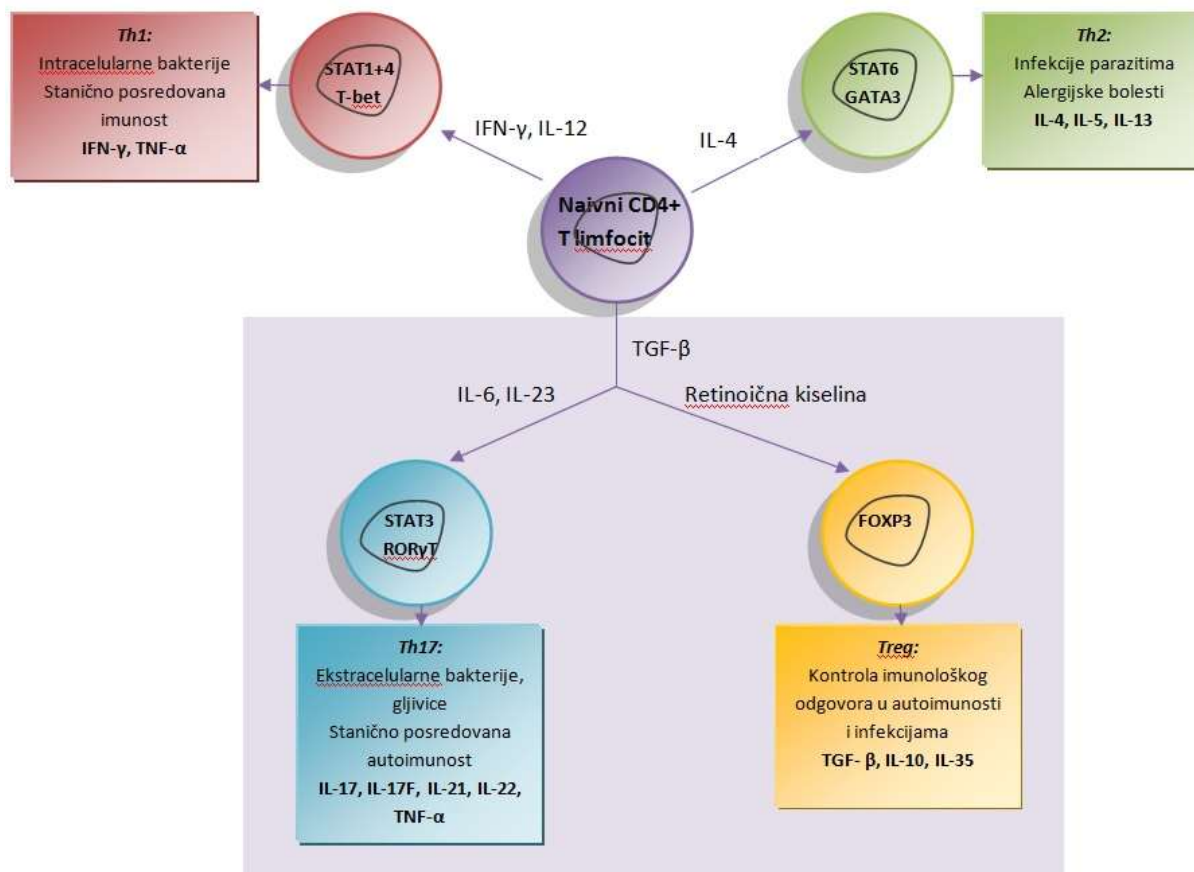 Th1:
Intracelularne bakterije
Stanično posredovana
imunost
IFN-γ, TNF-α
STAT1+4
T-bet
IFN-γ, IL-12
STAT6
GATA3
IL-4
Th2:
Infekcije parazitima
Alergijske bolesti
IL-4, IL-5, IL-13
Naivni CD4+
T limfocit
TGF-β
IL-6, IL-23
Retinoična kiselina
STAT3
RORγT
FOXP3
Th17:
Ekstracelularne bakterije,
gljivice
Stanično posredovana
autoimunost
IL-17, IL-17F, IL-21, IL-22,
TNF-α
Treg:
Kontrola imunološkog
odgovora u autoimunosti
i infekcijama
TGF- β, IL-10, IL-35